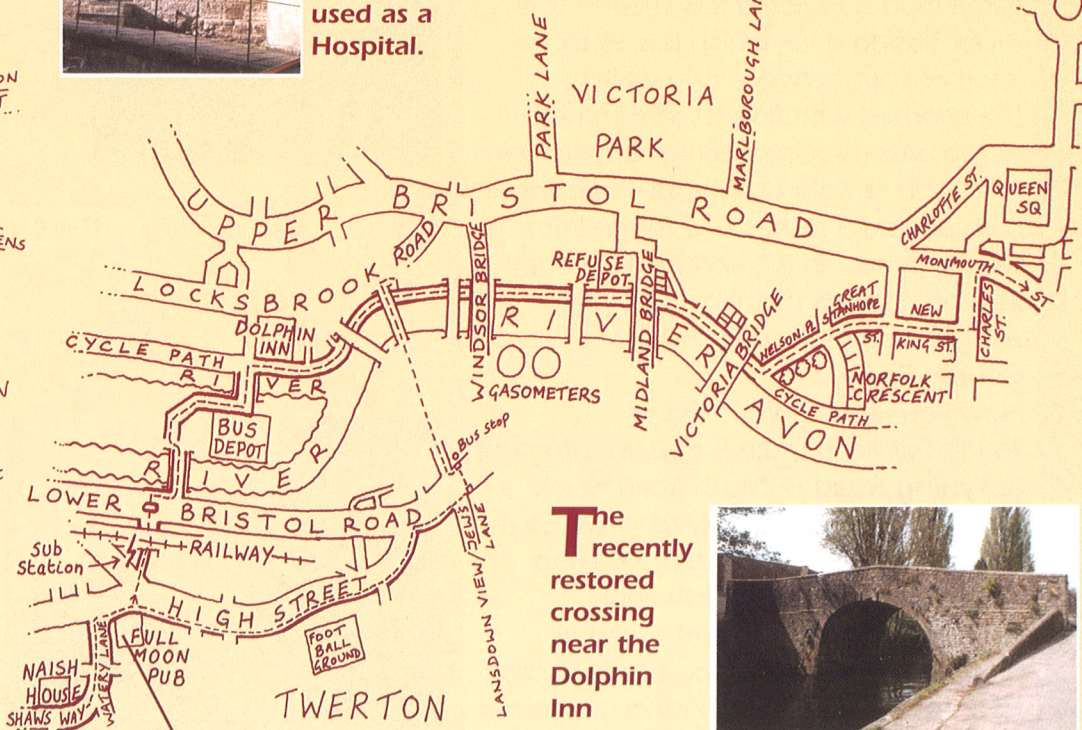 used as a
Hospital.
PARK LANE
VICTORIA
PARK
MARLBOROUGH
UPPER BRISTOL ROAD
CHARLOTTE ST.
QUEEN
SQ
MONMOUTH
ST
LOCKSBROOK ROAD
WINDSOR BRIDGE
REFUSE
DEPOT
MIDLAND BRIDGE
VICTORIA BRIDGE
NELSON. PL
GREAT
STANHOPE
ST.
NEW
KING ST.
CHARLES
ST.
DOLPHIN
INN
CYCLE PATH
RIVER
RIVER
AVON
GASOMETERS
NORFOLK
CRESCENT
CYCLE PATH
BUS
DEPOT
RIVER
Bus Stop
LOWER BRISTOL ROAD
RAILWAY
Sub
Station
HIGH STREET
LANSDOWN VIEW/JEWS
LANE
FULL
MOON
PUB
FOOT
BALL
GROUND
NAISH
HOUSE
WATERY LANE
SHAWS WAY
TWERTON
The
recently
restored
crossing
near the
Dolphin
Inn